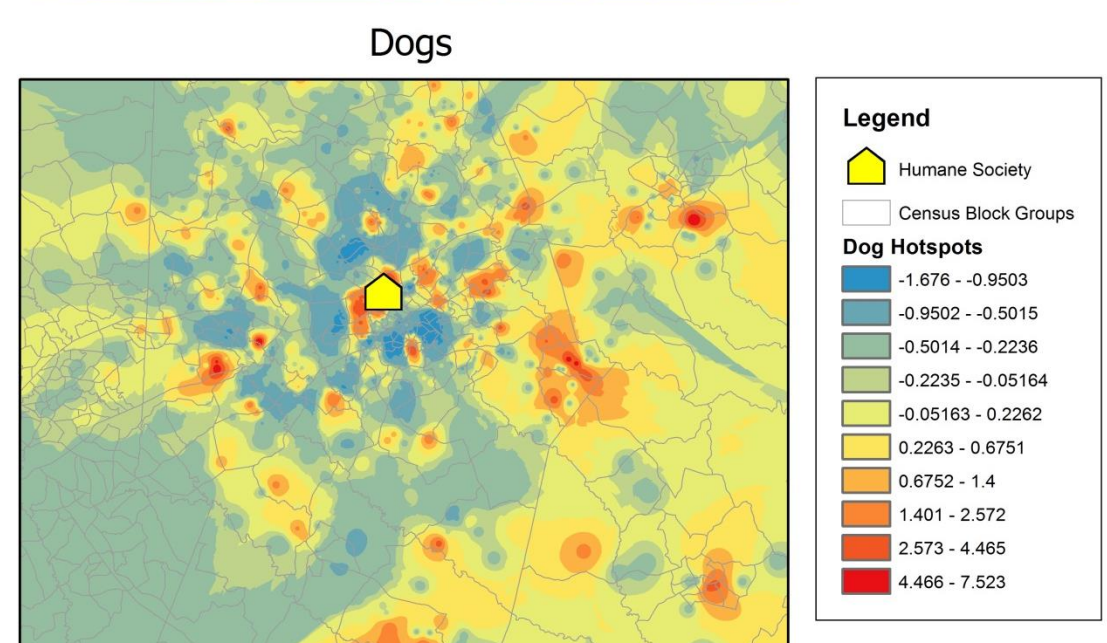 Dogs
Legend
Humane Society
Census Block Groups
Dog Hotspots
-1.676 - -0.9503
-0.9502 - -0.5015
-0.5014 - -0.2236
-0.2235 - -0.05164
-0.05163 - 0.2262
0.2263 - 0.6751
0.6752 - 1.4
1.401 - 2.572
2.573 - 4.465
4.466 - 7.523